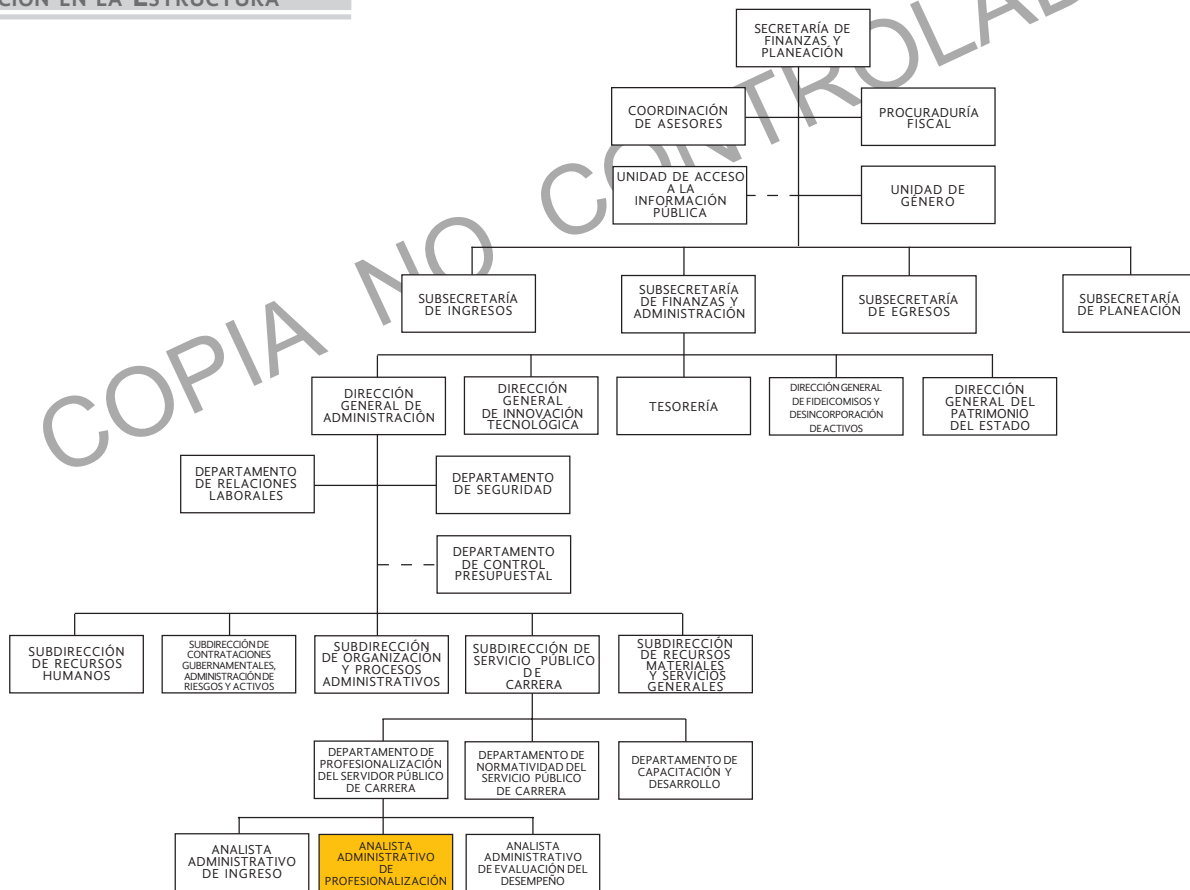 CIÓN EN LA ESTRUCTURA
SECRETARÍA DE
FINANZAS Y
PLANEACIÓN
COORDINACIÓN
DE ASESORES
PROCURADURÍA
FISCAL
UNIDAD DE ACCESO
A LA
INFORMACIÓN
PÚBLICA
UNIDAD DE
GÉNERO
COPIA NO CONTROLAD
SUBSECRETARÍA
DE INGRESOS
SUBSECRETARÍA
DE FINANZAS Y
ADMINISTRACIÓN
SUBSECRETARÍA
DE EGRESOS
SUBSECRETARÍA
DE PLANEACIÓN
DIRECCIÓN
GENERAL DE
ADMINISTRACIÓN
DIRECCIÓN
GENERAL
DE INNOVACIÓN
TECNOLÓGICA
TESORERÍA
DIRECCIÓN GENERAL
DE FIDEICOMISOS Y
DESINCORPORACIÓN
DE ACTIVOS
DIRECCIÓN
GENERAL DEL
PATRIMONIO
DEL ESTADO
DEPARTAMENTO
DE RELACIONES
LABORALES
DEPARTAMENTO
DE SEGURIDAD
DEPARTAMENTO
DE CONTROL
PRESUPUESTAL
SUBDIRECCIÓN
DE RECURSOS
HUMANOS
SUBDIRECCIÓN DE
CONTRATACIONES
GUBERNAMENTALES,
ADMINISTRACIÓN DE
RIESGOS Y ACTIVOS
SUBDIRECCIÓN
DE ORGANIZACIÓN
Y PROCESOS
ADMINISTRATIVOS
SUBDIRECCIÓN DE
SERVICIO PÚBLICO
DE
CARRERA
SUBDIRECCIÓN
DE RECURSOS
MATERIALES
Y SERVICIOS
GENERALES
DEPARTAMENTO DE
PROFESIONALIZACIÓN
DEL SERVIDOR PÚBLICO
DE CARRERA
DEPARTAMENTO DE
NORMATIVIDAD DEL
SERVICIO PÚBLICO
DE CARRERA
DEPARTAMENTO DE
CAPACITACIÓN Y
DESARROLLO
ANALISTA
ADMINISTRATIVO
DE INGRESO
ANALISTA
ADMINISTRATIVO
DE
PROFESIONALIZACIÓN
ANALISTA
ADMINISTRATIVO
DE EVALUACIÓN DEL
DESEMPEÑO